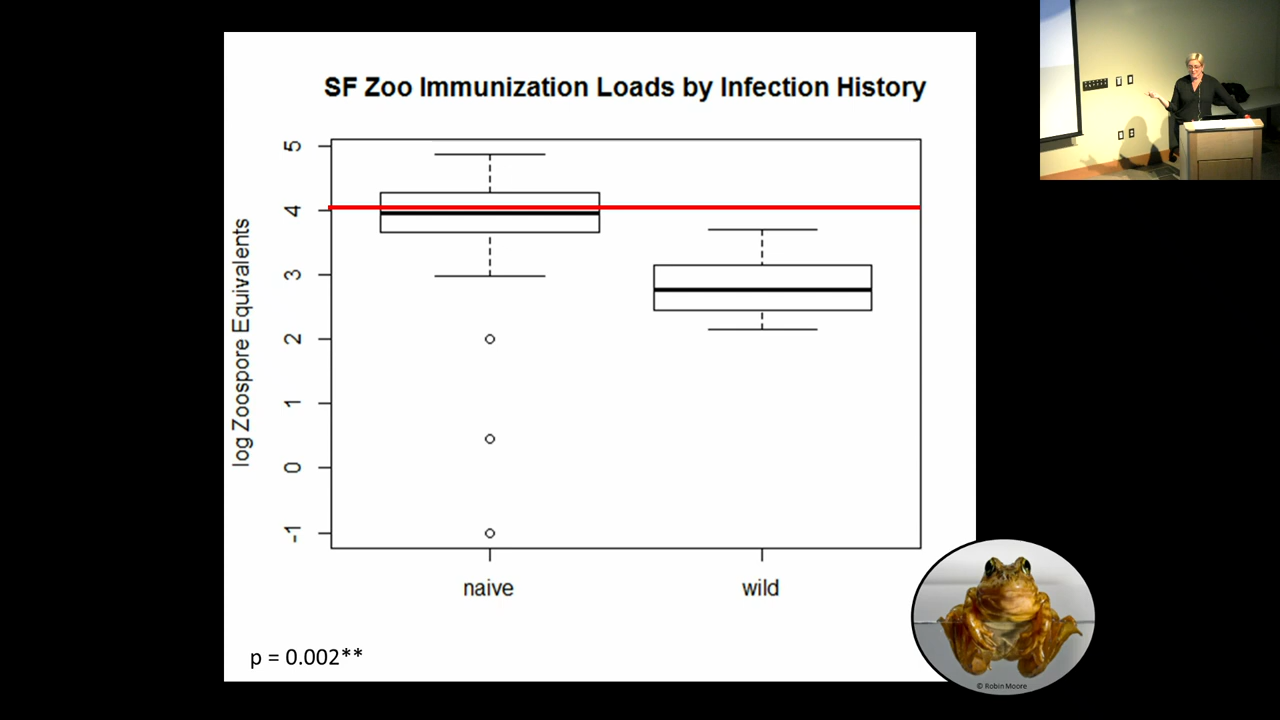 SF Zoo Immunization Loads by Infection History
log Zoospore Equivalents
5
4
3
2
1
0
-1
naive
wild
p = 0.002**
© Robin Moore